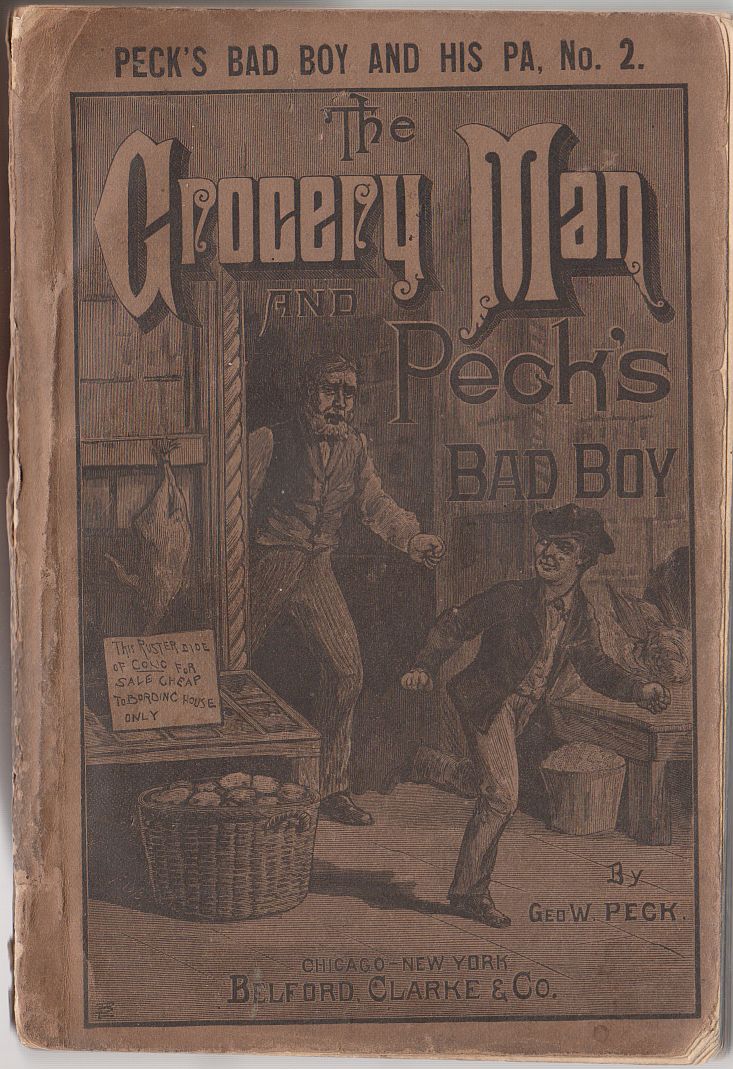 PECK'S BAD BOY AND HIS PA, No. 2.
The
Grocery Man
AND
Peck's
BAD BOY
THIS RUSTER DIDE
OF COLIC FOR
SALE CHEAP
TO BORDING HOUSE
ONLY
By
GEO W. PECK.
CHICAGO-NEW YORK
BELFORD, CLARKE & CO.